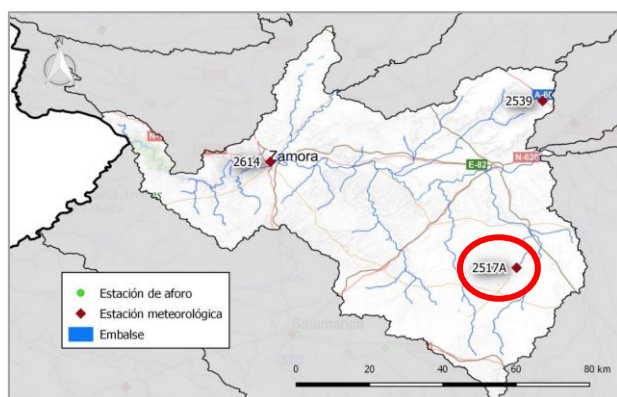 2539
A-60
N-
2614
Zamora
E-82
N-620
2517A
Estación de aforo
Estación meteorológica
Embalse
Salamanca
0 20 40 60 80 km